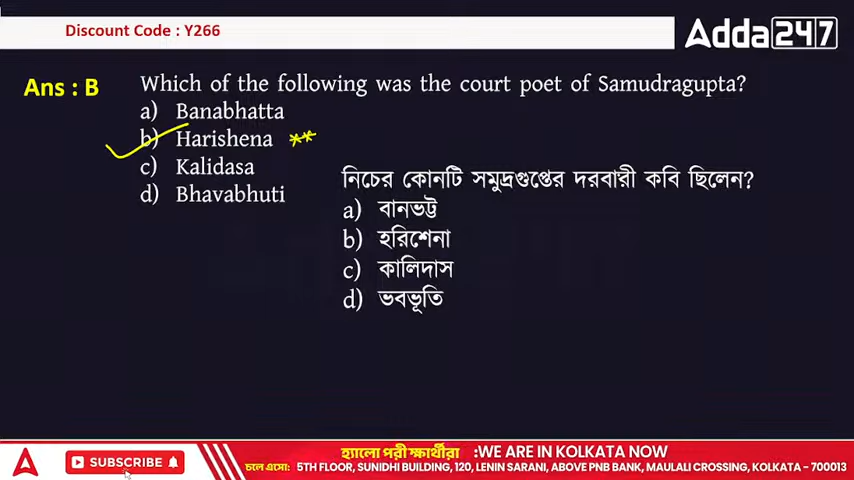 Discount Code : Y266
Adda247
Ans : B
Which of the following was the court poet of Samudragupta?
a) Banabhatta
b) Harishena **
c) Kalidasa
d) Bhavabhuti
নিচের কোনটি সমুদ্রগুপ্তের দরবারী কবি ছিলেন?
a) বানভট্ট
b) হরিশেনা
c) কালিদাস
d) ভবভূতি
SUBSCRIBE
হ্যালো পরীক্ষার্থীরা :WE ARE IN KOLKATA NOW
চলে এসো: 5TH FLOOR, SUNIDHI BUILDING, 120, LENIN SARANI, ABOVE PNB BANK, MAULALI CROSSING, KOLKATA - 700013